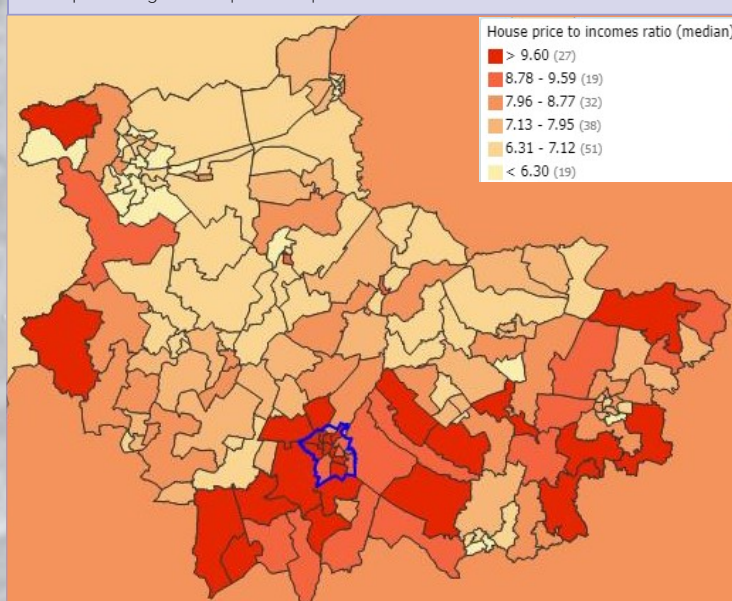 House price to incomes ratio (median)
> 9.60 (27)
8.78 - 9.59 (19)
7.96 - 8.77 (32)
7.13 - 7.95 (38)
6.31 - 7.12 (51)
< 6.30 (19)